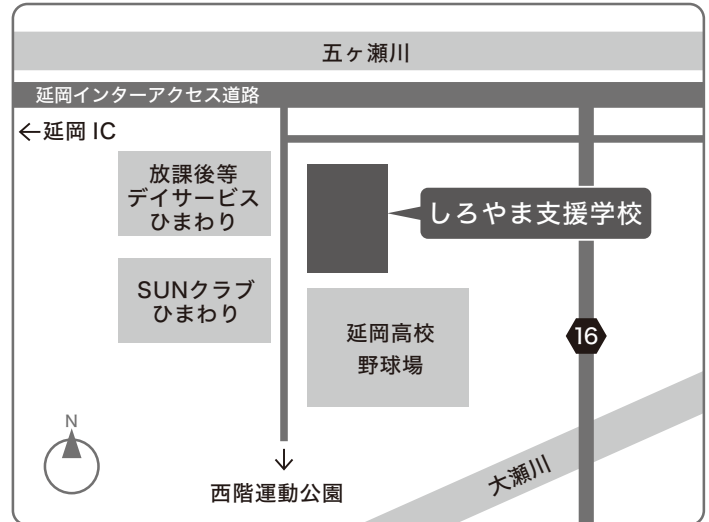 五ヶ瀬川
延岡インターアクセス道路
←延岡 IC
放課後等
デイサービス
ひまわり
しろやま支援学校
SUNクラブ
ひまわり
延岡高校
野球場
16
N
大瀬川
↓
西階運動公園